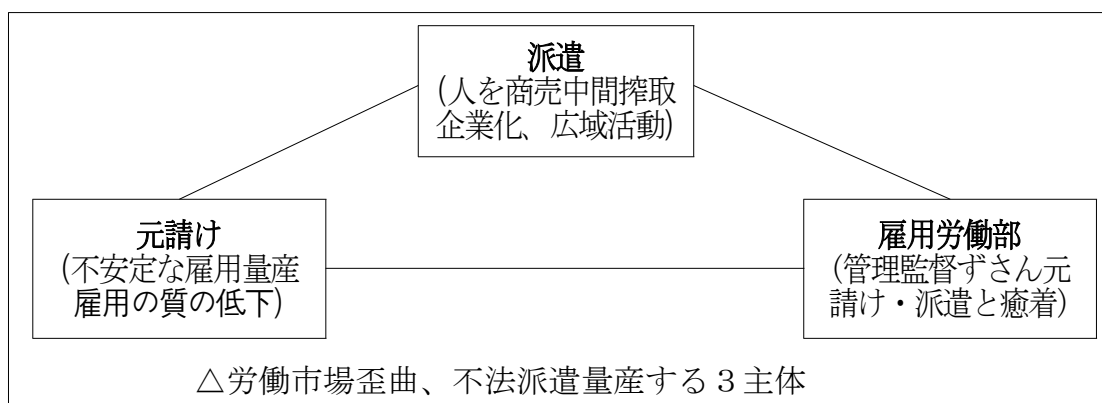 派遣
(人を商売中間搾取
企業化、広域活動)
元請け
(不安定な雇用量産
雇用の質の低下)
雇用労働部
(管理監督ずさん元
請け・派遣と癒着)
△労働市場歪曲、不法派遣量産する３主体